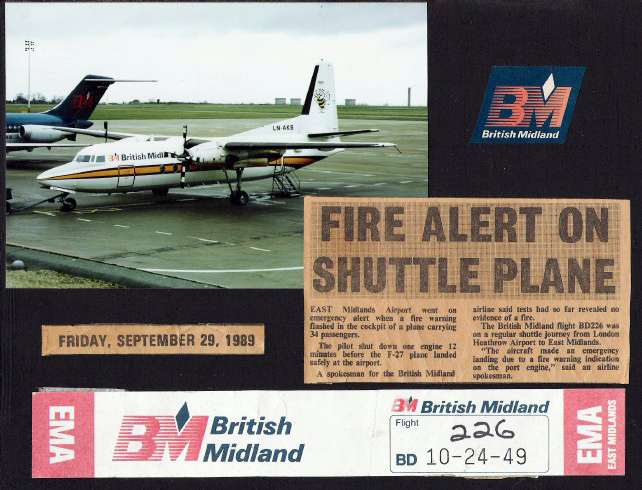 BM
British Midland
LN-AKB
BM
British Midland
FIRE ALERT ON
SHUTTLE PLANE
EAST Midlands Airport went on
emergency alert when a fire warning
flashed in the cockpit of a plane carrying
34 passengers.
The pilot shut down one engine 12
minutes before the F-27 plane landed
safely at the airport.
A spokesman for the British Midland
airline said tests had so far revealed no
evidence of a fire.
The British Midland flight BD226 was
on a regular shuttle journey from London
Heathrow Airport to East Midlands.
"The aircraft made an emergency
landing due to a fire warning indication
on the port engine," said an airline
spokesman.
FRIDAY, SEPTEMBER 29, 1989
EMA
BM British
Midland
BM British Midland
Flight
226
BD 10-24-49
EMA
EAST MIDLANDS